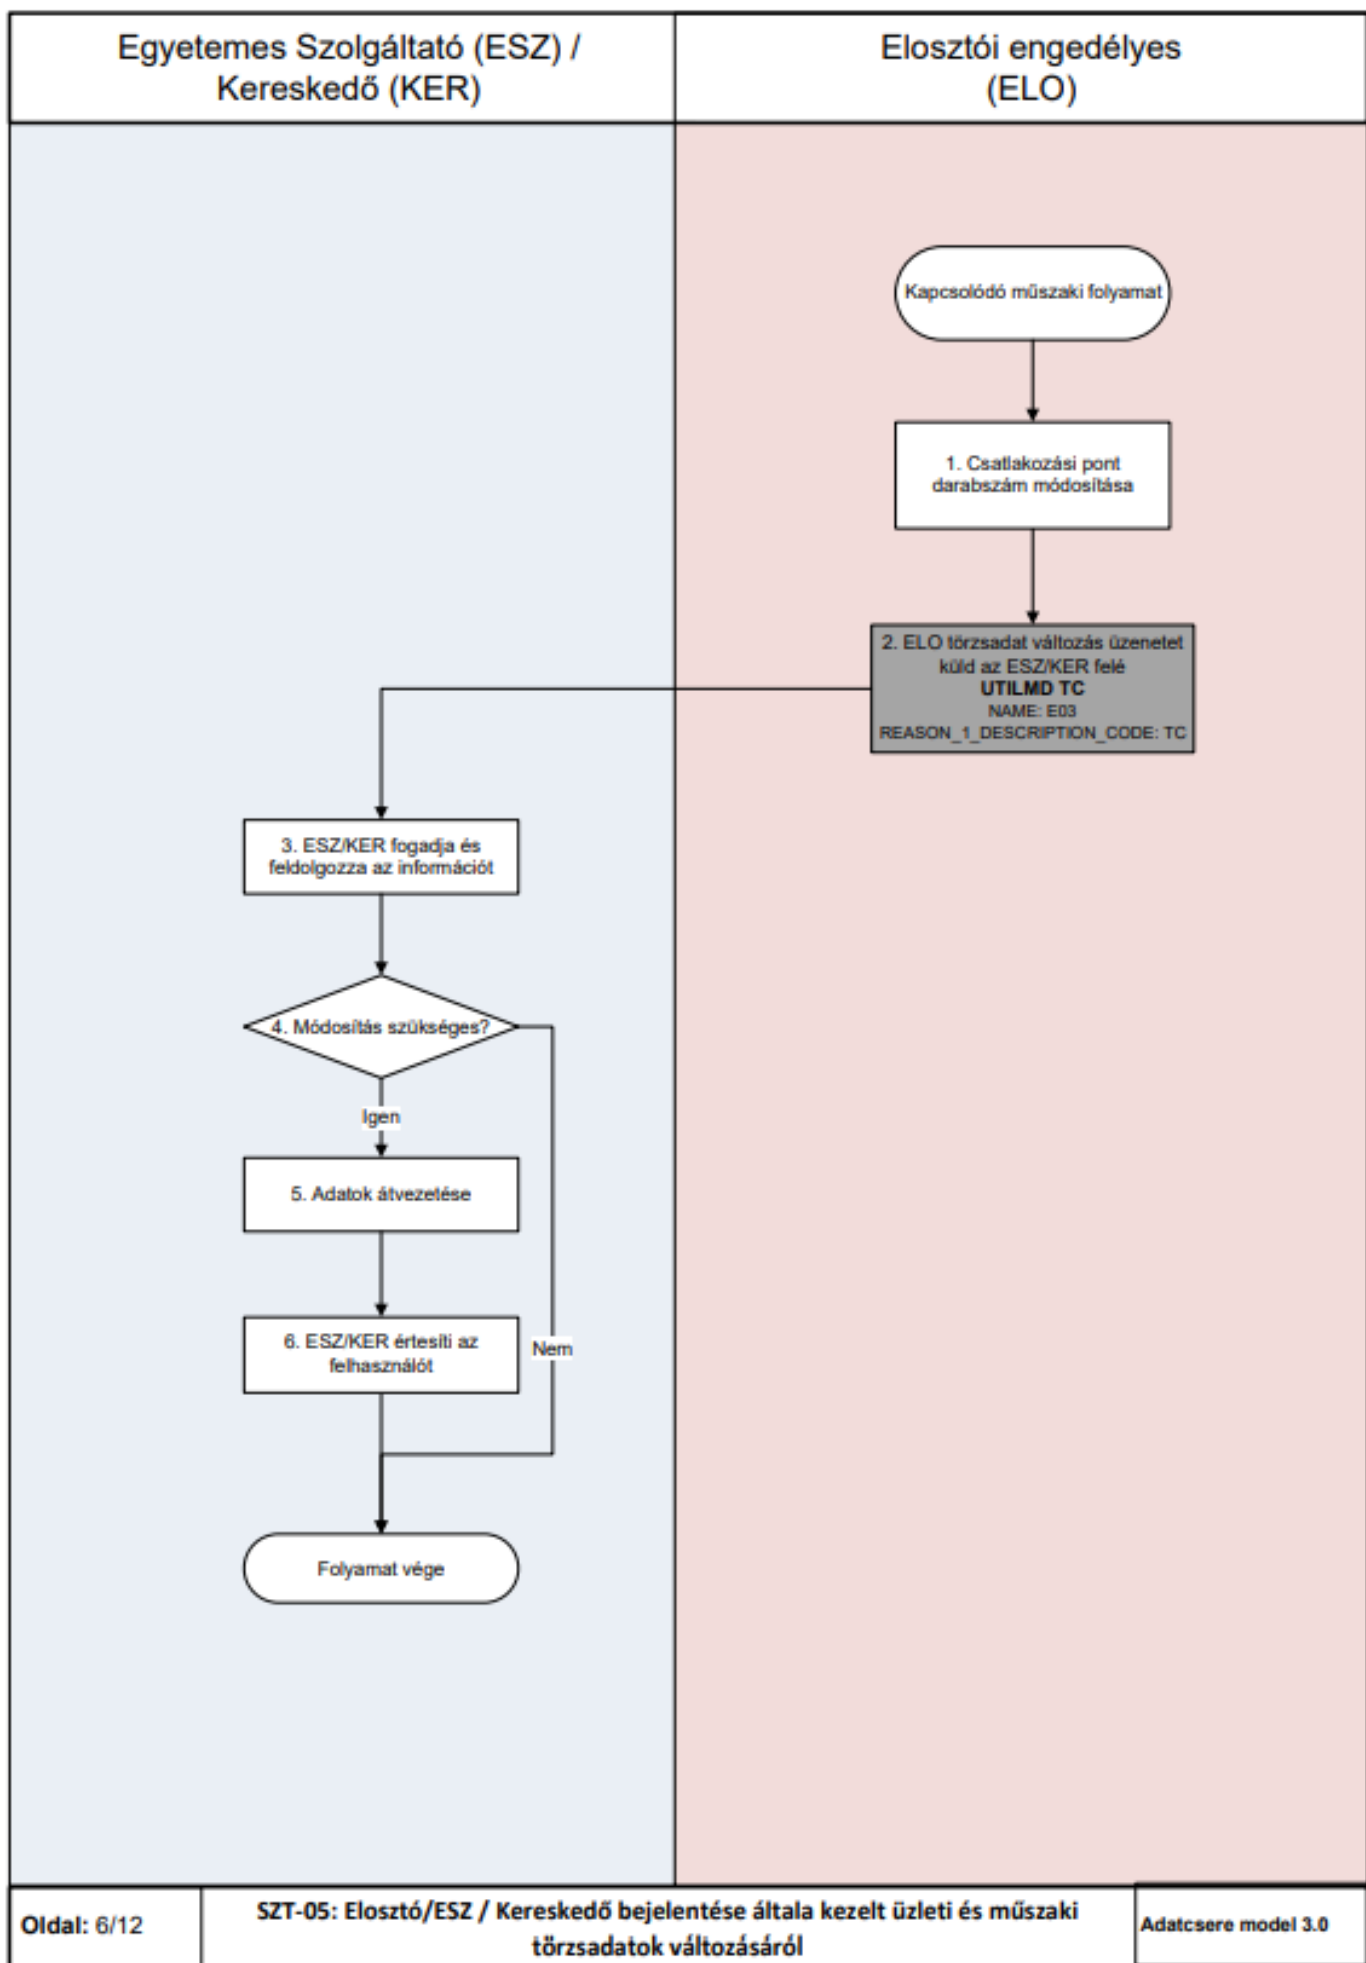 Egyetemes Szolgáltató (ESZ) /
Kereskedő (KER)
Elosztói engedélyes
(ELO)
Kapcsolódó műszaki folyamat
1. Csatlakozási pont
darabszám módosítása
2. ELO törzsadat változás üzenetet
küld az ESZ/KER felé
UTILMD TC
NAME: E03
REASON_1_DESCRIPTION_CODE: TC
3. ESZ/KER fogadja és
feldolgozza az információt
4. Módosítás szükséges?
Igen
5. Adatok átvezetése
6. ESZ/KER értesíti az
felhasználót
Nem
Folyamat vége
Oldal: 6/12
SZT-05: Elosztó/ESZ / Kereskedő bejelentése általa kezelt üzleti és műszaki
törzsadatok változásáról
Adatcsere model 3.0